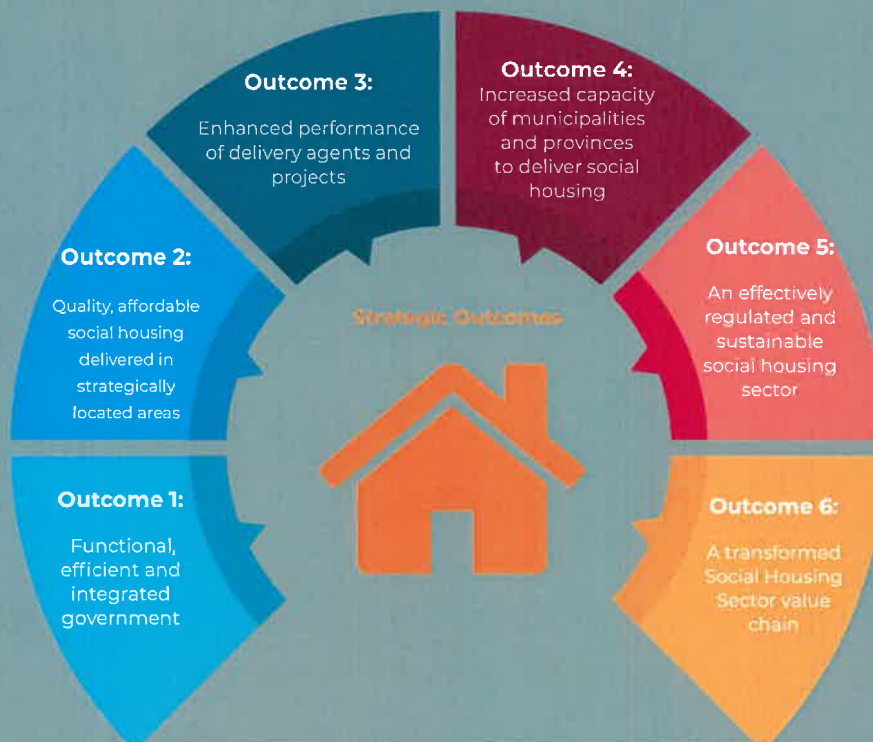 Outcome 1:
Functional,
efficient and
integrated
government
Outcome 2:
Quality, affordable
social housing
delivered in
strategically
located areas
Outcome 3:
Enhanced performance
of delivery agents and
projects
Outcome 4:
Increased capacity
of municipalities
and provinces
to deliver social
housing
Outcome 5:
An effectively
regulated and
sustainable
social housing
sector
Outcome 6:
A transformed
Social Housing
Sector value
chain
Strategic Outcomes